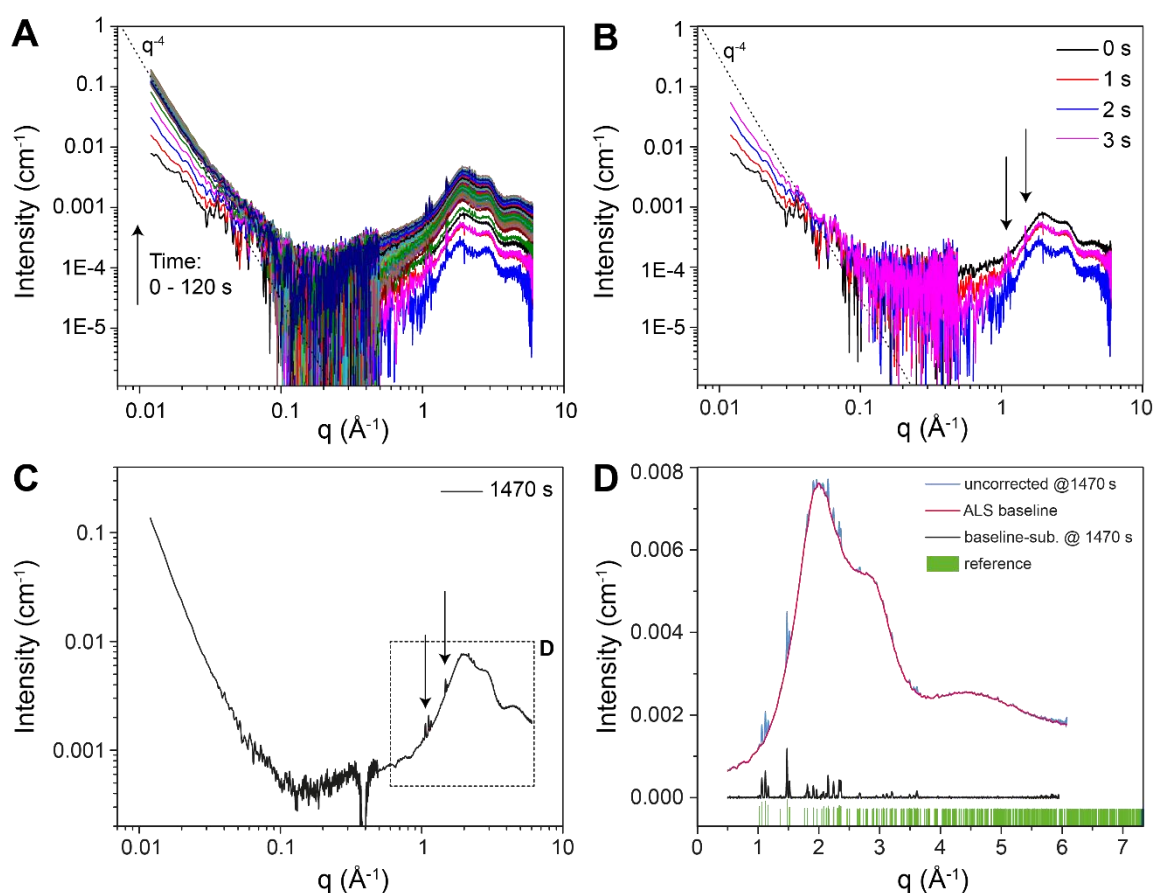 A
Intensity (cm⁻¹)
1
0.1
0.01
0.001
1E-4
1E-5
q⁻⁴
Time:
0 - 120 s
0.01
0.1
1
10
q (Å⁻¹)
B
Intensity (cm⁻¹)
1
0.1
0.01
0.001
1E-4
1E-5
q⁻⁴
0 s
1 s
2 s
3 s
0.01
0.1
1
10
q (Å⁻¹)
C
Intensity (cm⁻¹)
0.1
0.01
0.001
1470 s
D
0.01
0.1
1
10
q (Å⁻¹)
D
Intensity (cm⁻¹)
0.008
0.006
0.004
0.002
0.000
uncorrected @1470 s
ALS baseline
baseline-sub. @ 1470 s
reference
0
1
2
3
4
5
6
7
q (Å⁻¹)